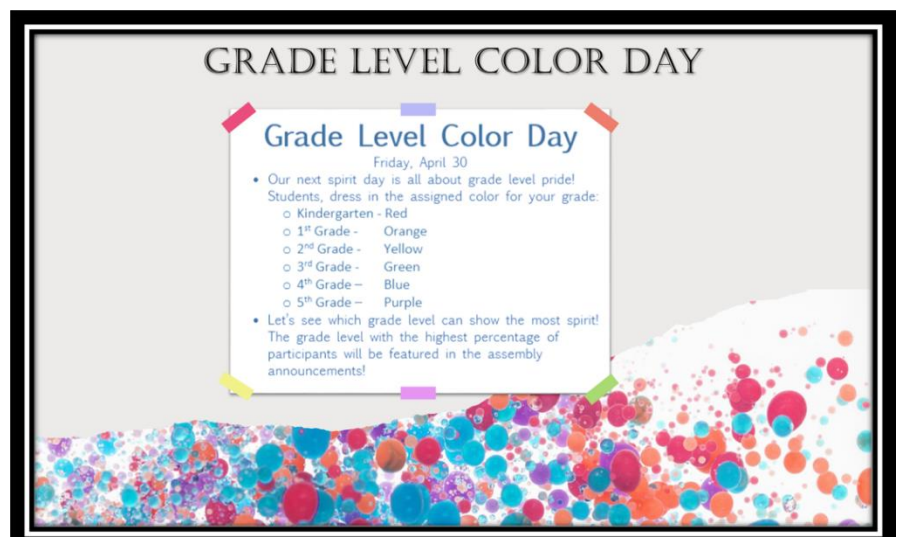 GRADE LEVEL COLOR DAY
Grade Level Color Day
Friday, April 30
• Our next spirit day is all about grade level pride!
Students, dress in the assigned color for your grade:
o Kindergarten - Red
o 1st Grade - Orange
o 2nd Grade - Yellow
o 3rd Grade - Green
o 4th Grade – Blue
o 5th Grade – Purple
• Let's see which grade level can show the most spirit!
The grade level with the highest percentage of
participants will be featured in the assembly
announcements!